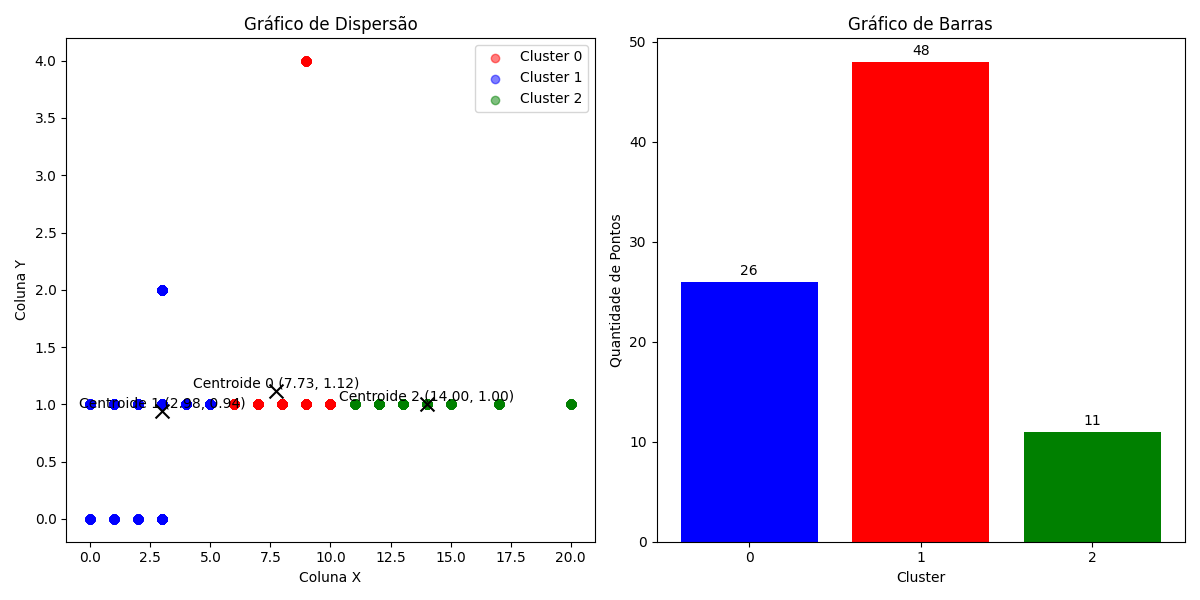 Gráfico de Dispersão
Coluna Y
4.0
3.5
3.0
2.5
2.0
1.5
1.0
0.5
0.0
Cluster 0
Cluster 1
Cluster 2
Centroide 0 (7.73, 1.12)
Centroide 2 (14.00, 1.00)
Centroide 1 (2.98, 0.94)
0.0 2.5 5.0 7.5 10.0 12.5 15.0 17.5 20.0
Coluna X
Gráfico de Barras
Quantidade de Pontos
50
40
30
20
10
0
26
48
11
0 1 2
Cluster